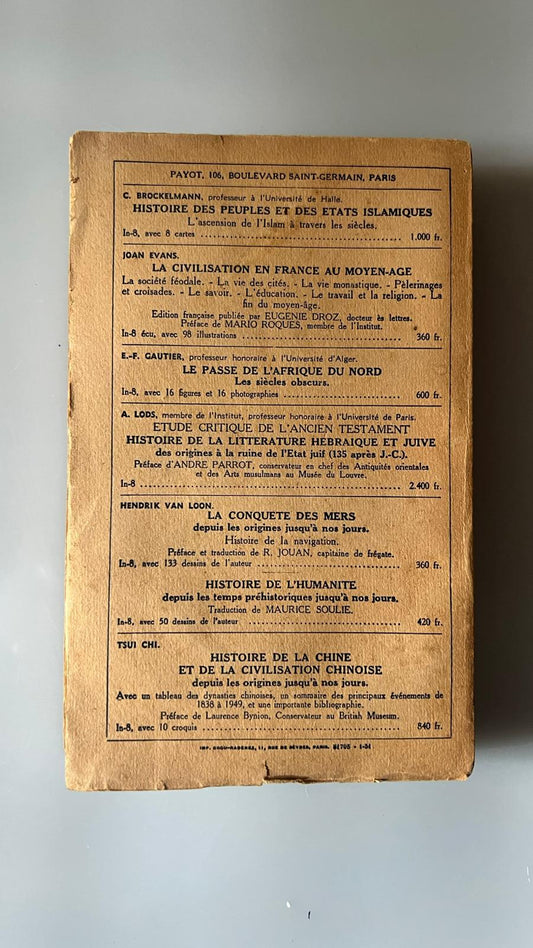 PAYOT, 106, BOULEVARD SAINT-GERMAIN, PARIS
C. BROCKELMANN, professeur à l'Université de Halle.
HISTOIRE DES PEUPLES ET DES ETATS ISLAMIQUES
L'ascension de l'Islam à travers les siècles.
In-8, avec 8 cartes .......... 1.000 fr.
JOAN EVANS.
LA CIVILISATION EN FRANCE AU MOYEN-AGE
La société féodale. - La vie des cités. - La vie monastique. - Pèlerinages
et croisades. - Le savoir. - L'éducation. - Le travail et la religion. - La
fin du moyen-âge.
Edition française publiée par EUGENIE DROZ, docteur ès lettres.
Préface de MARIO ROQUES, membre de l'Institut.
In-8 écu, avec 98 illustrations .......... 360 fr.
E.-F. GAUTIER, professeur honoraire à l'Université d'Alger.
LE PASSE DE L'AFRIQUE DU NORD
Les siècles obscurs.
In-8, avec 16 figures et 16 photographies .......... 600 fr.
A. LODS, membre de l'Institut, professeur honoraire à l'Université de Paris.
ETUDE CRITIQUE DE L'ANCIEN TESTAMENT
HISTOIRE DE LA LITTERATURE HEBRAIQUE ET JUIVE
des origines à la ruine de l'Etat juif (135 après J.-C.).
Préface d'ANDRE PARROT, conservateur en chef des Antiquités orientales
et des Arts musulmans au Musée du Louvre.
In-8 .......... 2.400 fr.
HENDRIK VAN LOON.
LA CONQUETE DES MERS
depuis les origines jusqu'à nos jours.
Histoire de la navigation.
Préface et traduction de R. JOUAN, capitaine de frégate.
In-8, avec 133 dessins de l'auteur .......... 360 fr.
HISTOIRE DE L'HUMANITE
depuis les temps préhistoriques jusqu'à nos jours.
Traduction de MAURICE SOULIE.
In-8, avec 50 dessins de l'auteur .......... 420 fr.
TSUI CHI.
HISTOIRE DE LA CHINE
ET DE LA CIVILISATION CHINOISE
depuis les origines jusqu'à nos jours.
Avec un tableau des dynasties chinoises, un sommaire des principaux événements de
1838 à 1949, et une importante bibliographie.
Préface de Laurence Bynion, Conservateur au British Museum.
In-8, avec 10 croquis .......... 840 fr.
IMP. 11, RUE DE SÈVRES, PARIS.